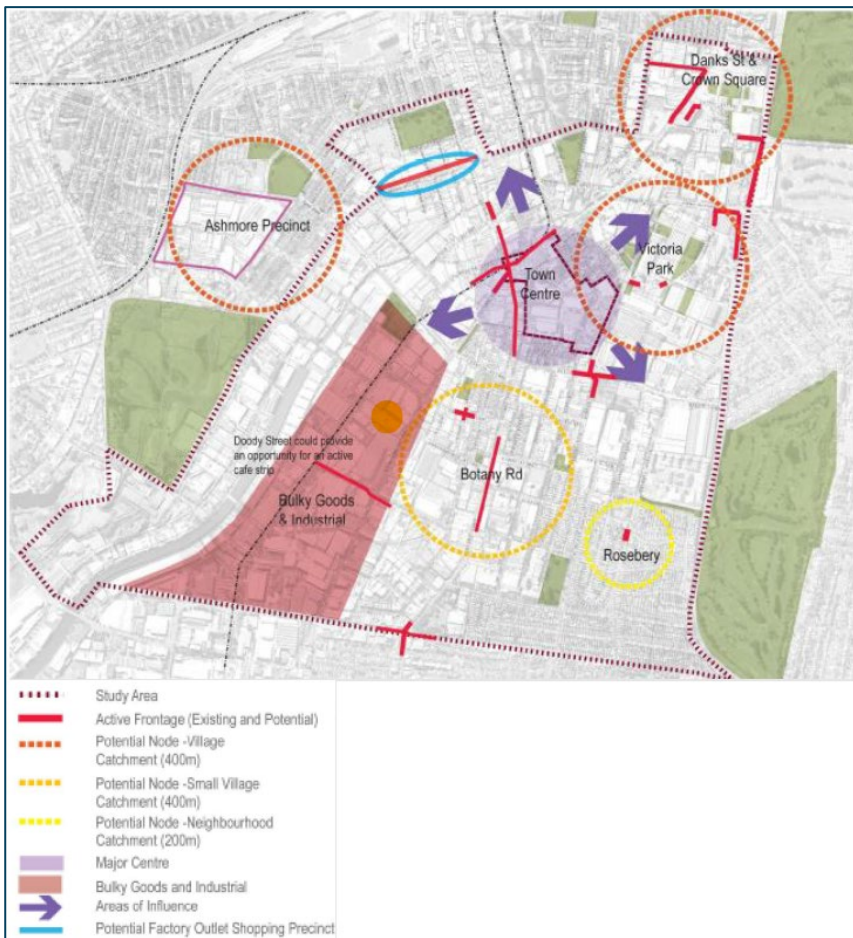 Danks St &
Crown Square
Ashmore Precinct
Victoria
Park
Town
Centre
Doody Street could provide
an opportunity for an active
cafe strip
Bulky Goods
& Industrial
Botany Rd
Rosebery
Study Area
Active Frontage (Existing and Potential)
Potential Node -Village
Catchment (400m)
Potential Node -Small Village
Catchment (400m)
Potential Node -Neighbourhood
Catchment (200m)
Major Centre
Bulky Goods and Industrial
Areas of Influence
Potential Factory Outlet Shopping Precinct